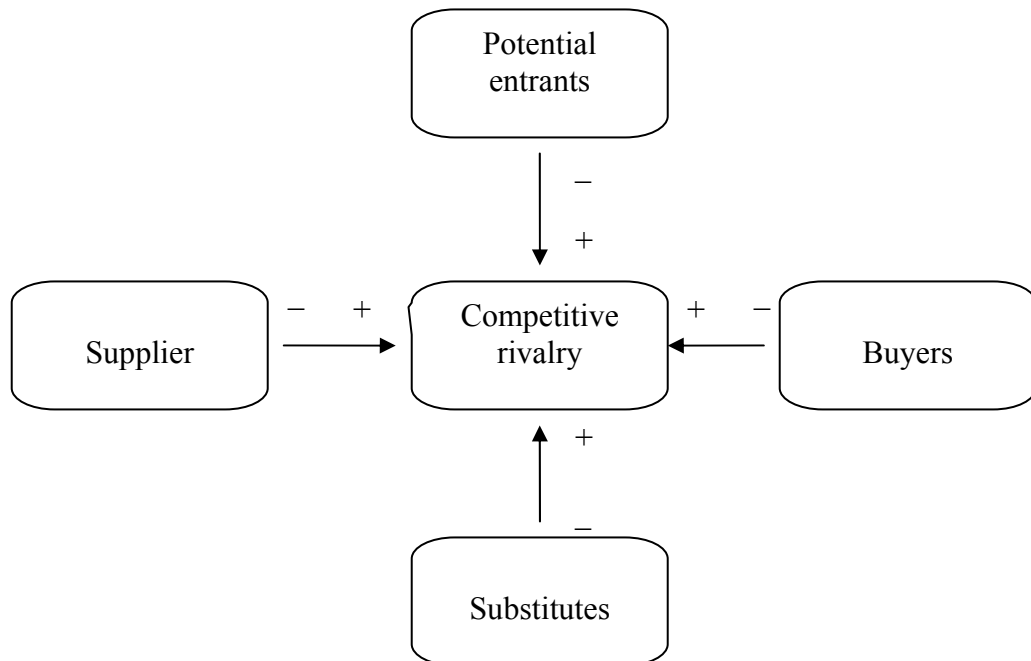 Potential
entrants
−
+
− +
+ −
Supplier
Competitive
rivalry
Buyers
+
−
Substitutes